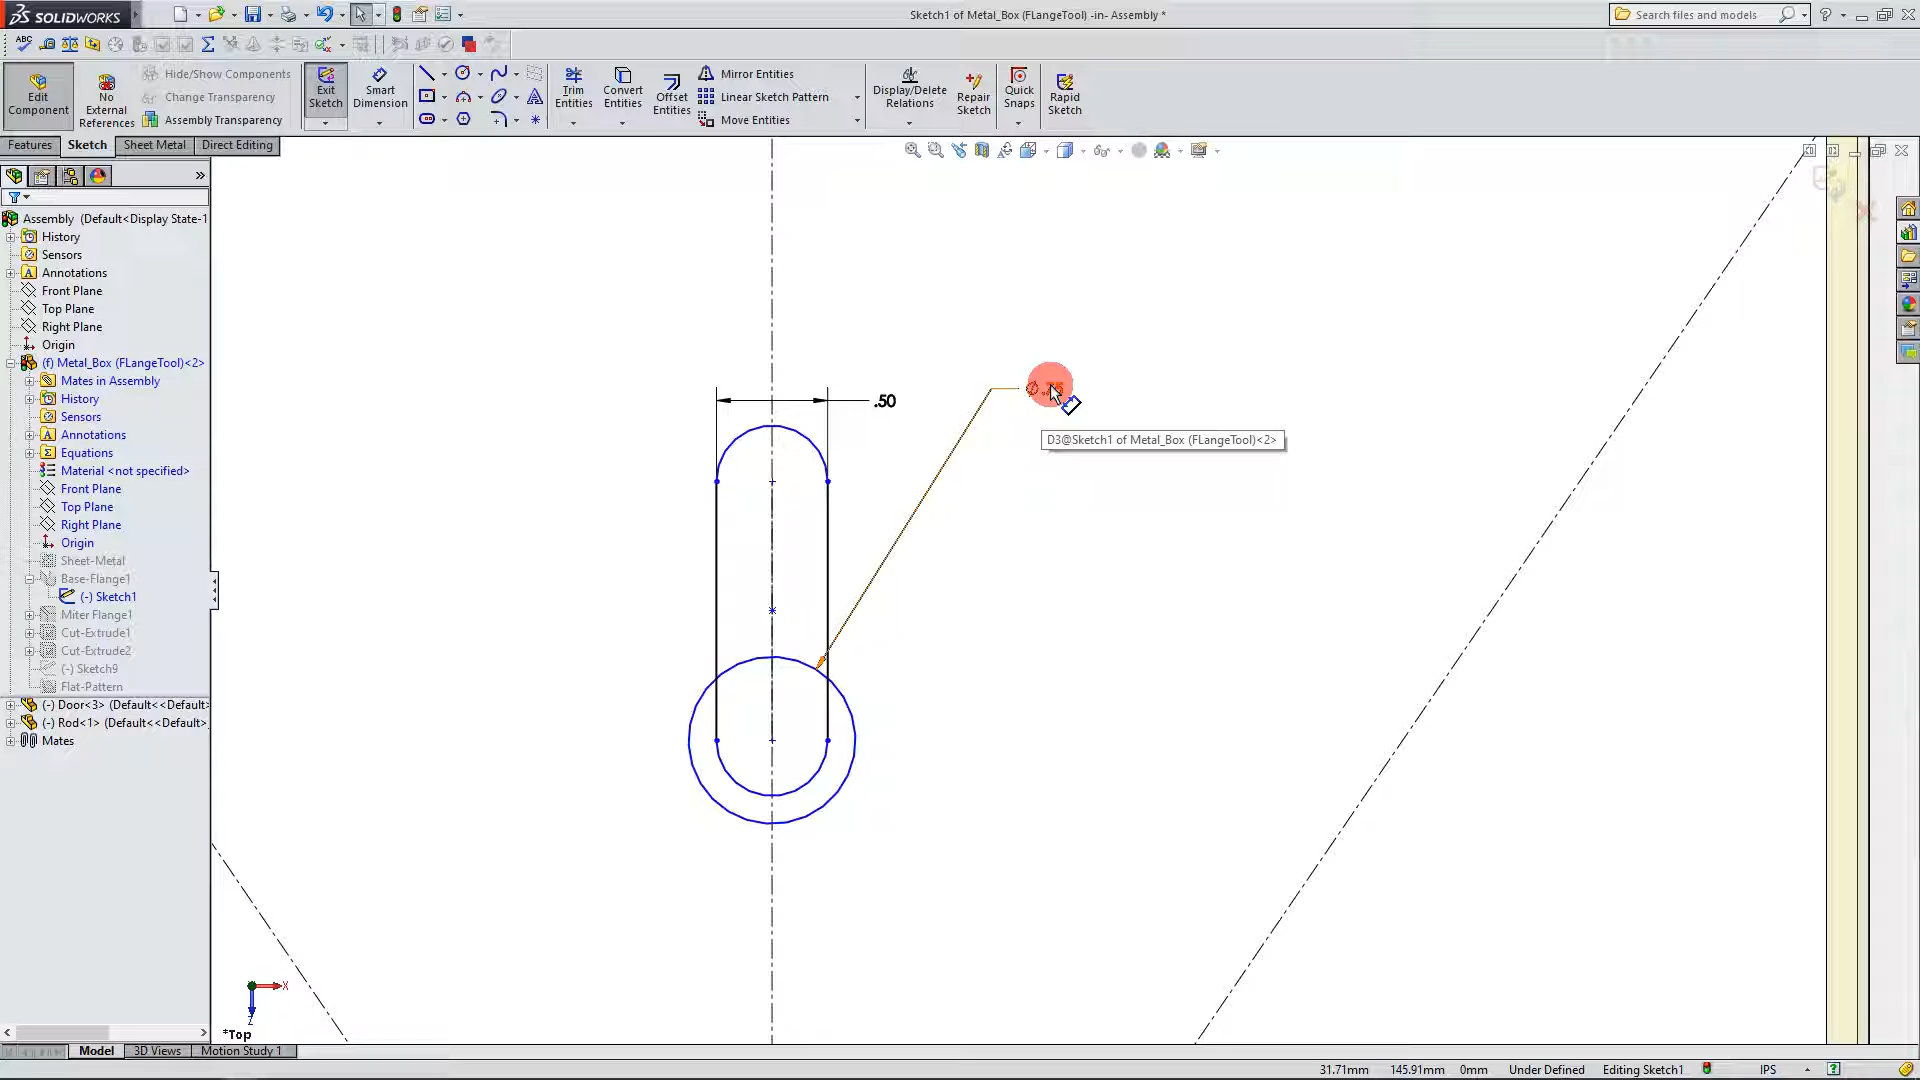 SOLIDWORKS
Sketch1 of Metal_Box (FLangeTool) -in- Assembly *
Search files and models
ABC
Edit Component
No External References
Hide/Show Components
Change Transparency
Assembly Transparency
Exit Sketch
Smart Dimension
Trim Entities
Convert Entities
Offset Entities
Mirror Entities
Linear Sketch Pattern
Move Entities
Display/Delete Relations
Repair Sketch
Quick Snaps
Rapid Sketch
Features
Sketch
Sheet Metal
Direct Editing
Assembly (Default<Display State-1
History
Sensors
Annotations
Front Plane
Top Plane
Right Plane
Origin
(f) Metal_Box (FLangeTool)<2>
Mates in Assembly
History
Sensors
Annotations
Equations
Material <not specified>
Front Plane
Top Plane
Right Plane
Origin
Sheet-Metal
Base-Flange1
(-) Sketch1
Miter Flange1
Cut-Extrude1
Cut-Extrude2
(-) Sketch9
Flat-Pattern
(-) Door<3> (Default<<Default>
(-) Rod<1> (Default<<Default>
Mates
.50
D3@Sketch1 of Metal_Box (FLangeTool)<2>
X
Z
*Top
Model
3D Views
Motion Study 1
31.71mm
145.91mm
0mm
Under Defined
Editing Sketch1
IPS